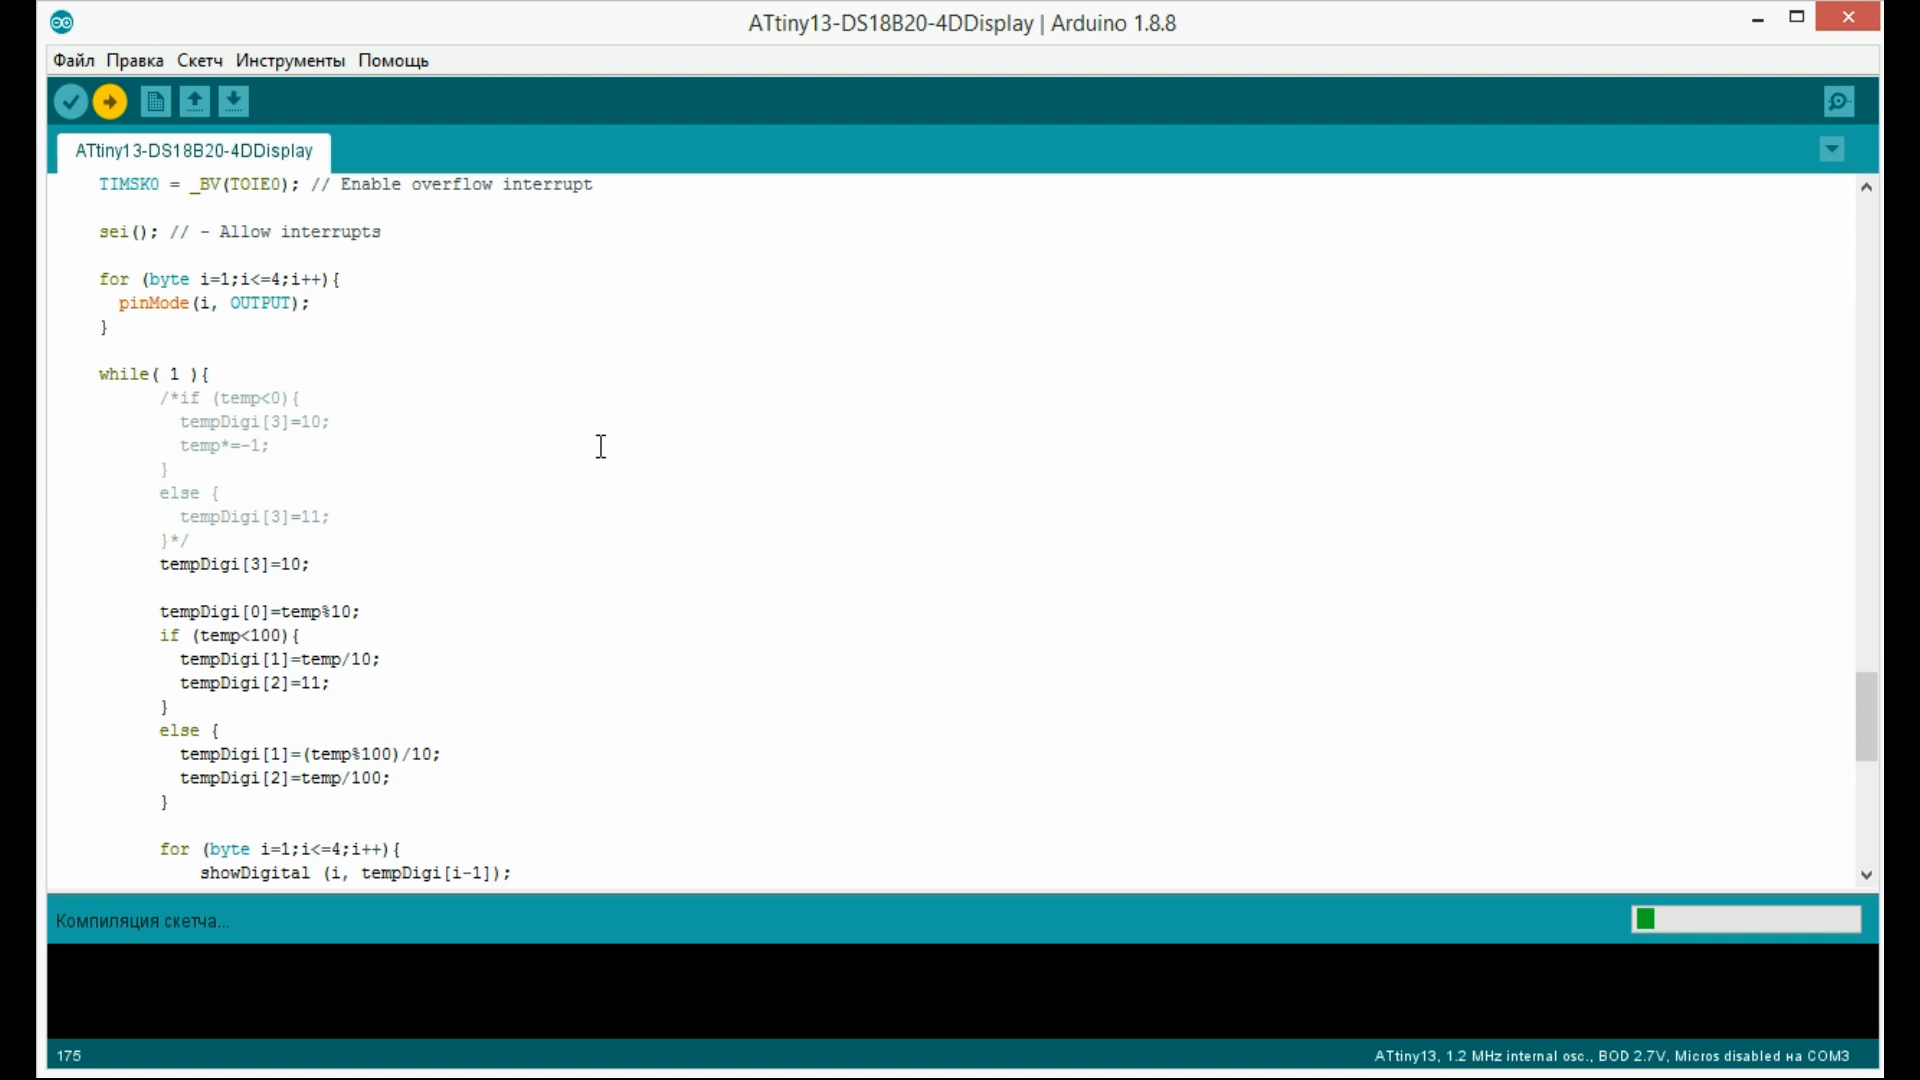 ATtiny13-DS18B20-4DDisplay | Arduino 1.8.8
Файл Правка Скетч Инструменты Помощь
ATtiny13-DS18B20-4DDisplay
TIMSK0 = _BV(TOIE0); // Enable overflow interrupt
sei(); // - Allow interrupts
for (byte i=1;i<=4;i++){
pinMode(i, OUTPUT);
}
while( 1 ){
/*if (temp<0){
tempDigi[3]=10;
temp*=-1;
}
else {
tempDigi[3]=11;
}*/
tempDigi[3]=10;
tempDigi[0]=temp%10;
if (temp<100){
tempDigi[1]=temp/10;
tempDigi[2]=11;
}
else {
tempDigi[1]=(temp%100)/10;
tempDigi[2]=temp/100;
}
for (byte i=1;i<=4;i++){
showDigital (i, tempDigi[i-1]);
Компиляция скетча...
175
ATtiny13, 1.2 MHz internal osc., BOD 2.7V, Micros disabled на COM3